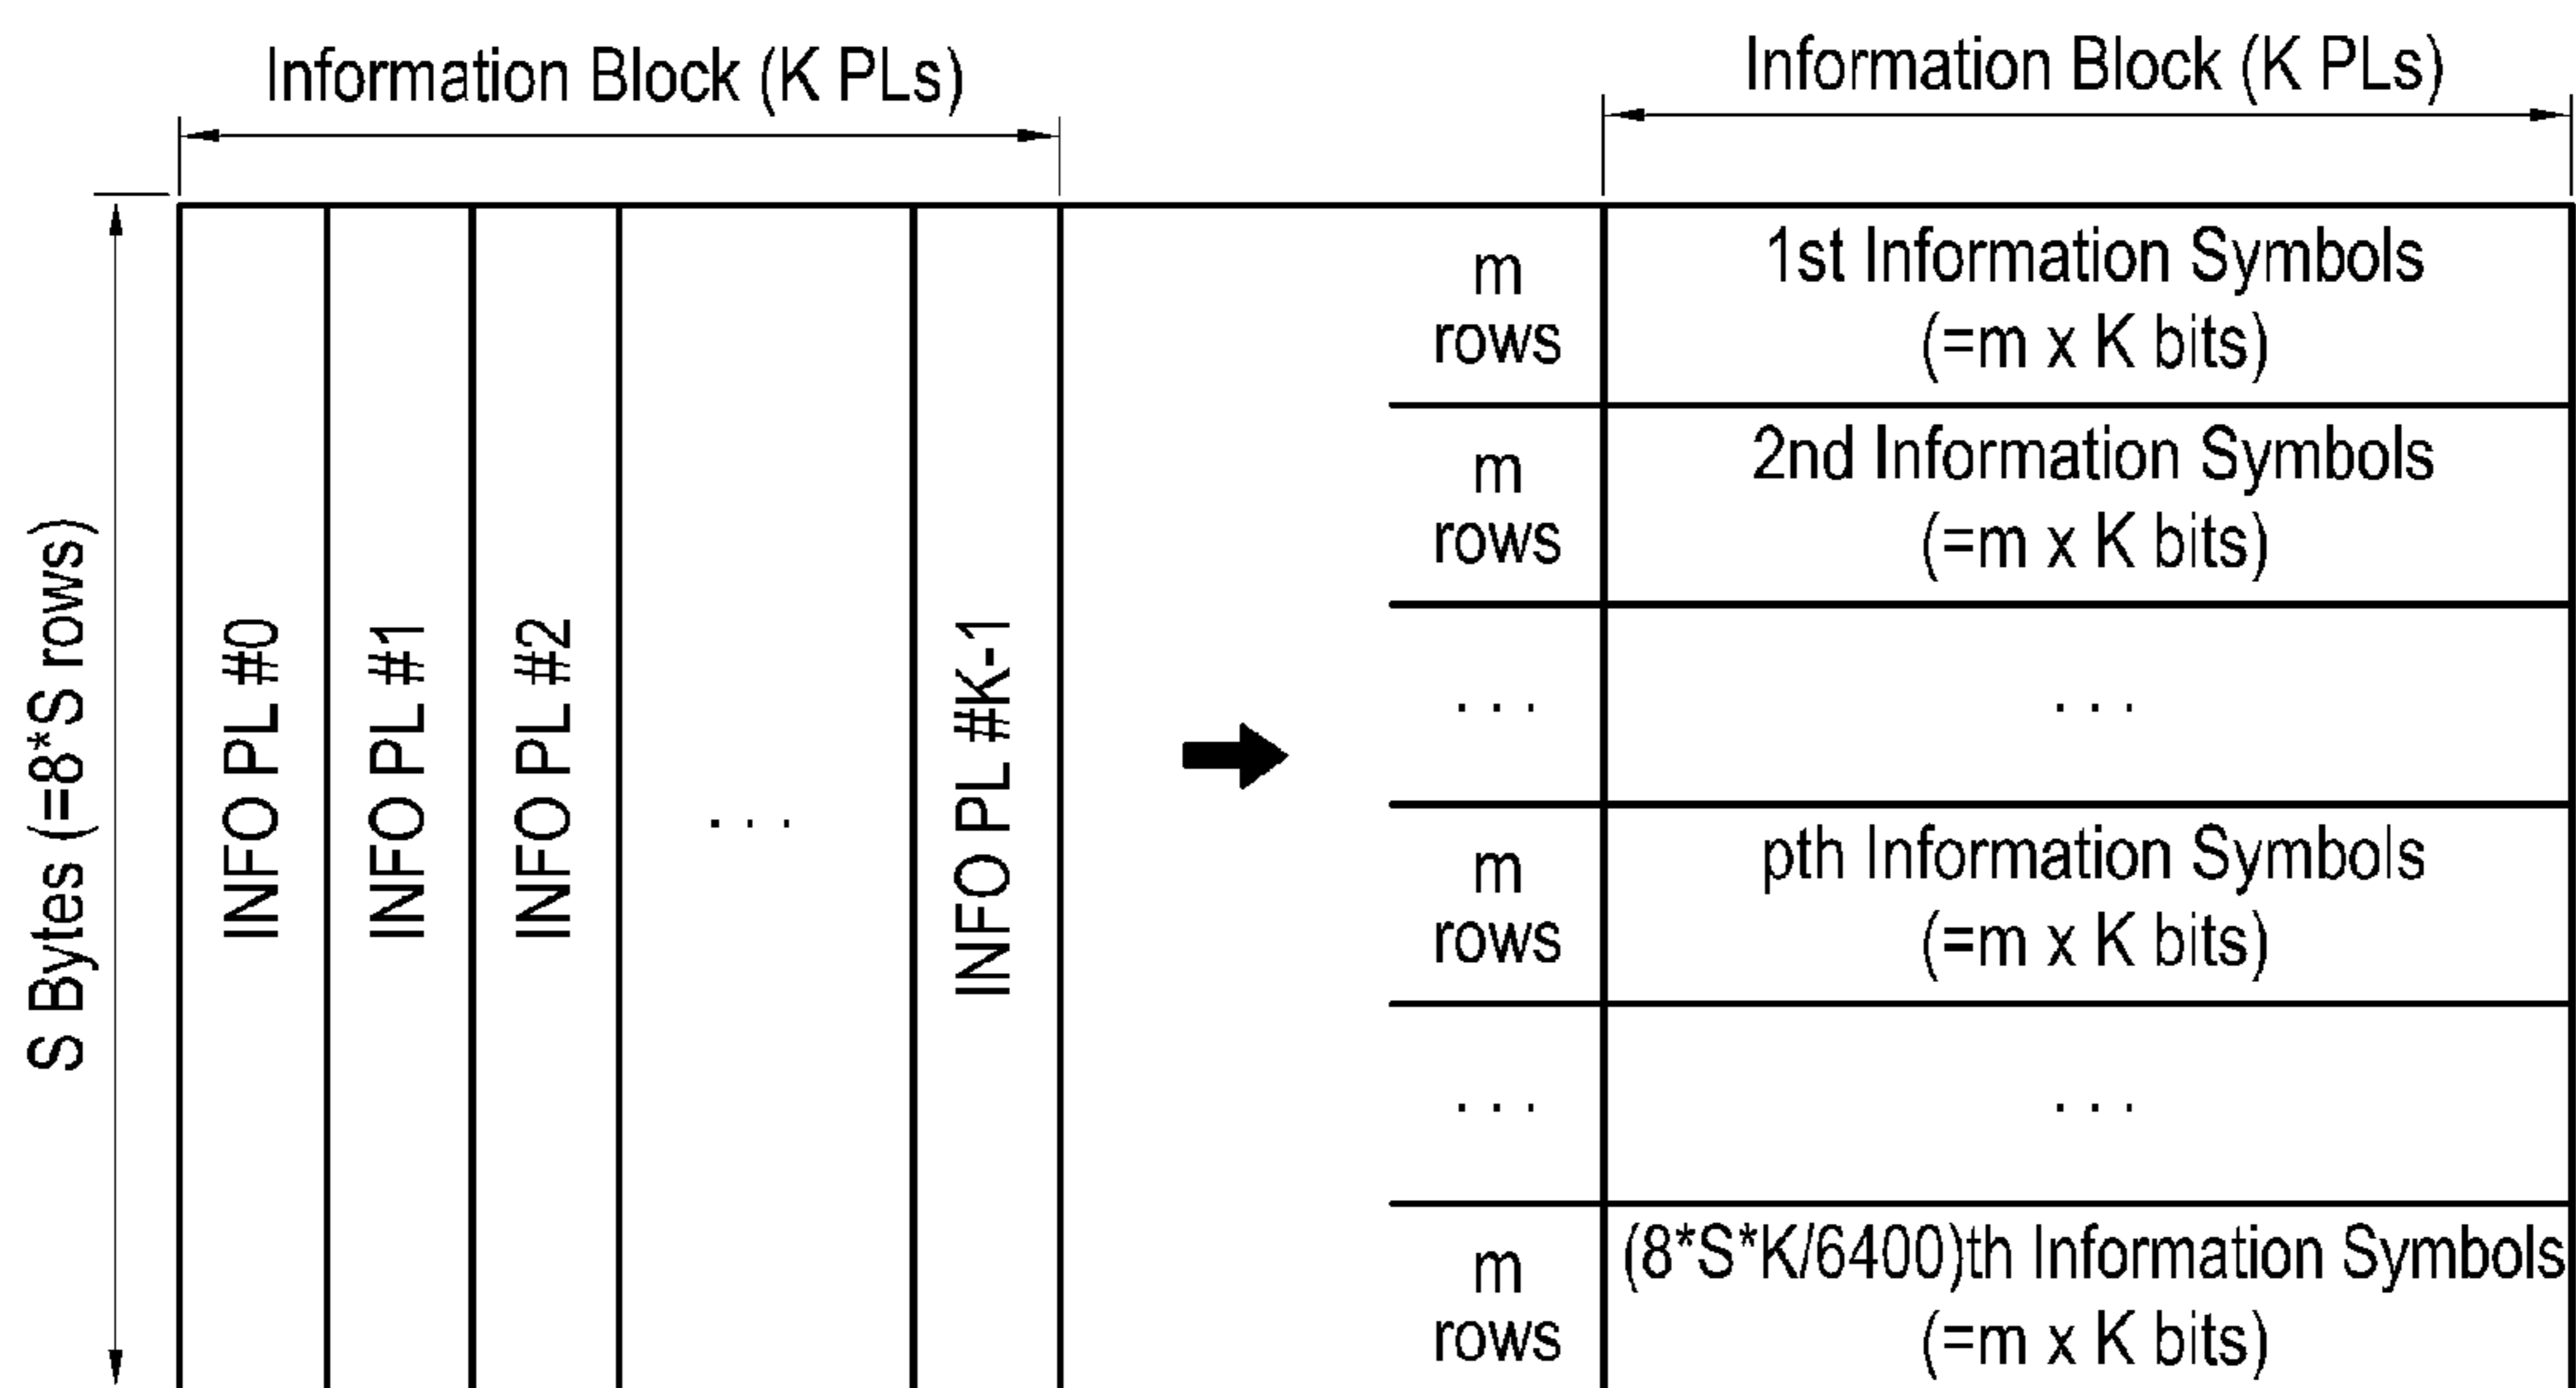 Information Block (K PLs)
S Bytes (=8*S rows)
INFO PL #0
INFO PL #1
INFO PL #2
. . .
INFO PL #K-1
Information Block (K PLs)
m
rows
1st Information Symbols
(=m x K bits)
m
rows
2nd Information Symbols
(=m x K bits)
. . .
. . .
m
rows
pth Information Symbols
(=m x K bits)
. . .
. . .
m
rows
(8*S*K/6400)th Information Symbols
(=m x K bits)